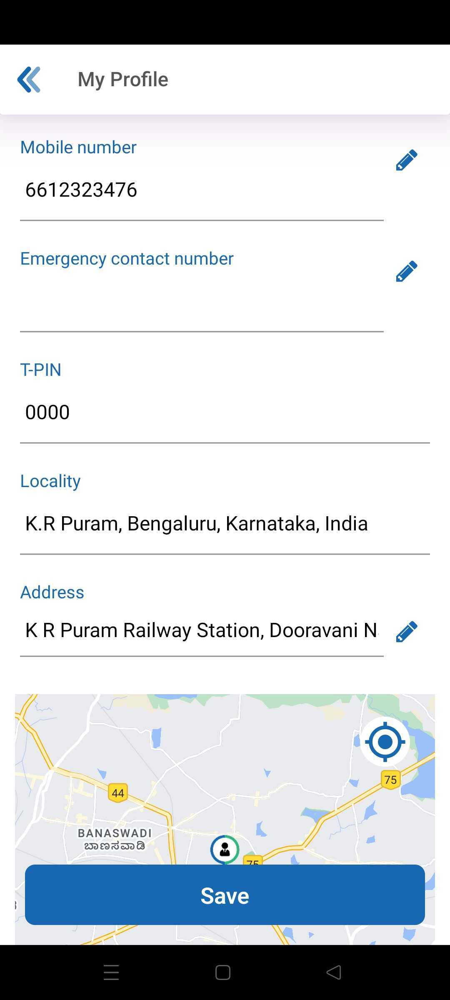 My Profile
Mobile number
6612323476
Emergency contact number
T-PIN
0000
Locality
K.R Puram, Bengaluru, Karnataka, India
Address
K R Puram Railway Station, Dooravani N
75
44
BANASWADI
ಬಾಣಸವಾಡಿ
75
Save